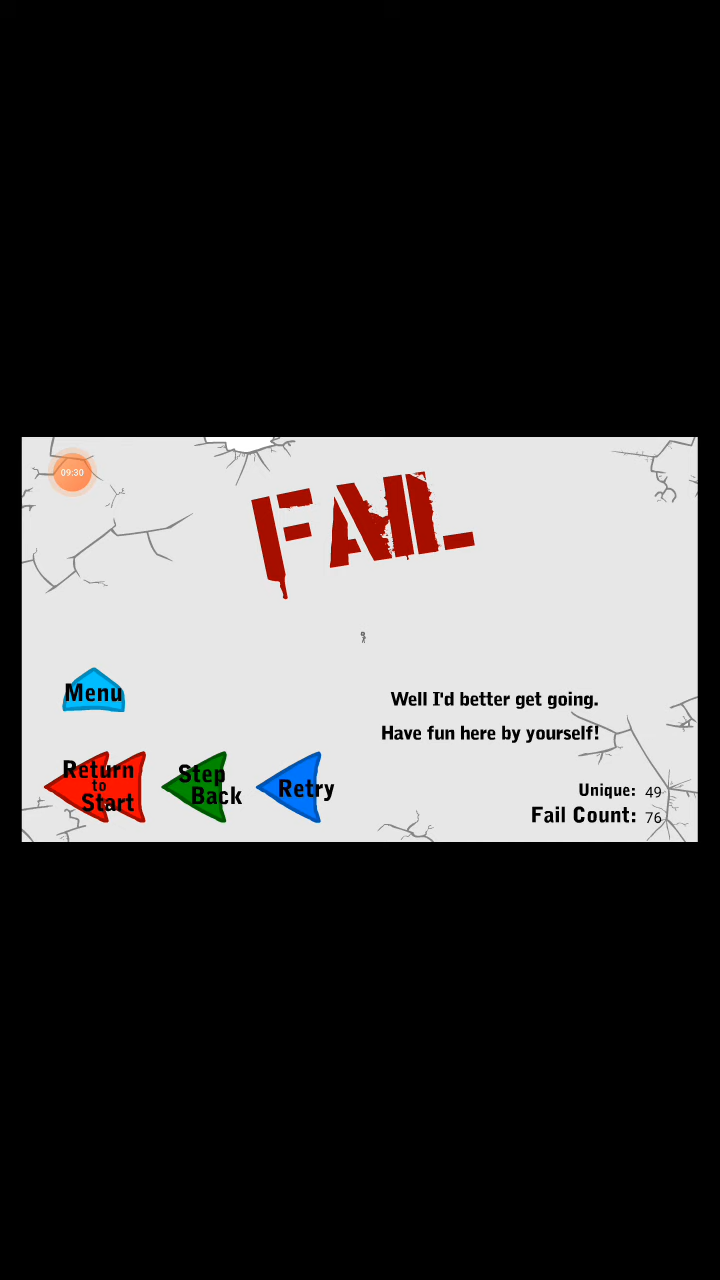 09:30
FAIL
Menu
Well I'd better get going.
Have fun here by yourself!
Return
to
Start
Step
Back
Retry
Unique: 49
Fail Count: 76